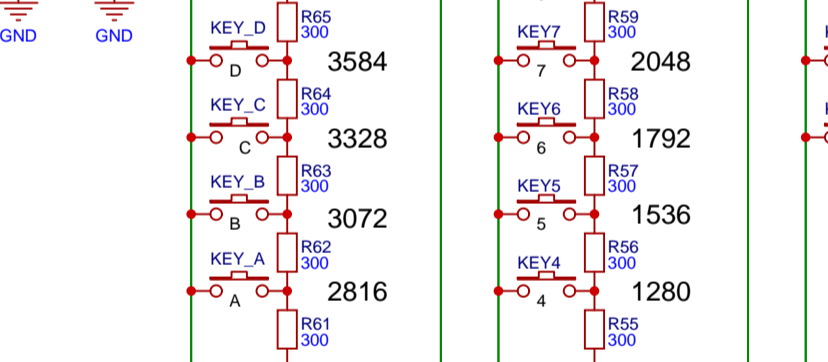 GND
GND
R65
300
KEY_D
D
3584
R64
300
KEY_C
C
3328
R63
300
KEY_B
B
3072
R62
300
KEY_A
A
2816
R61
300
R59
300
KEY7
7
2048
R58
300
KEY6
6
1792
R57
300
KEY5
5
1536
R56
300
KEY4
4
1280
R55
300